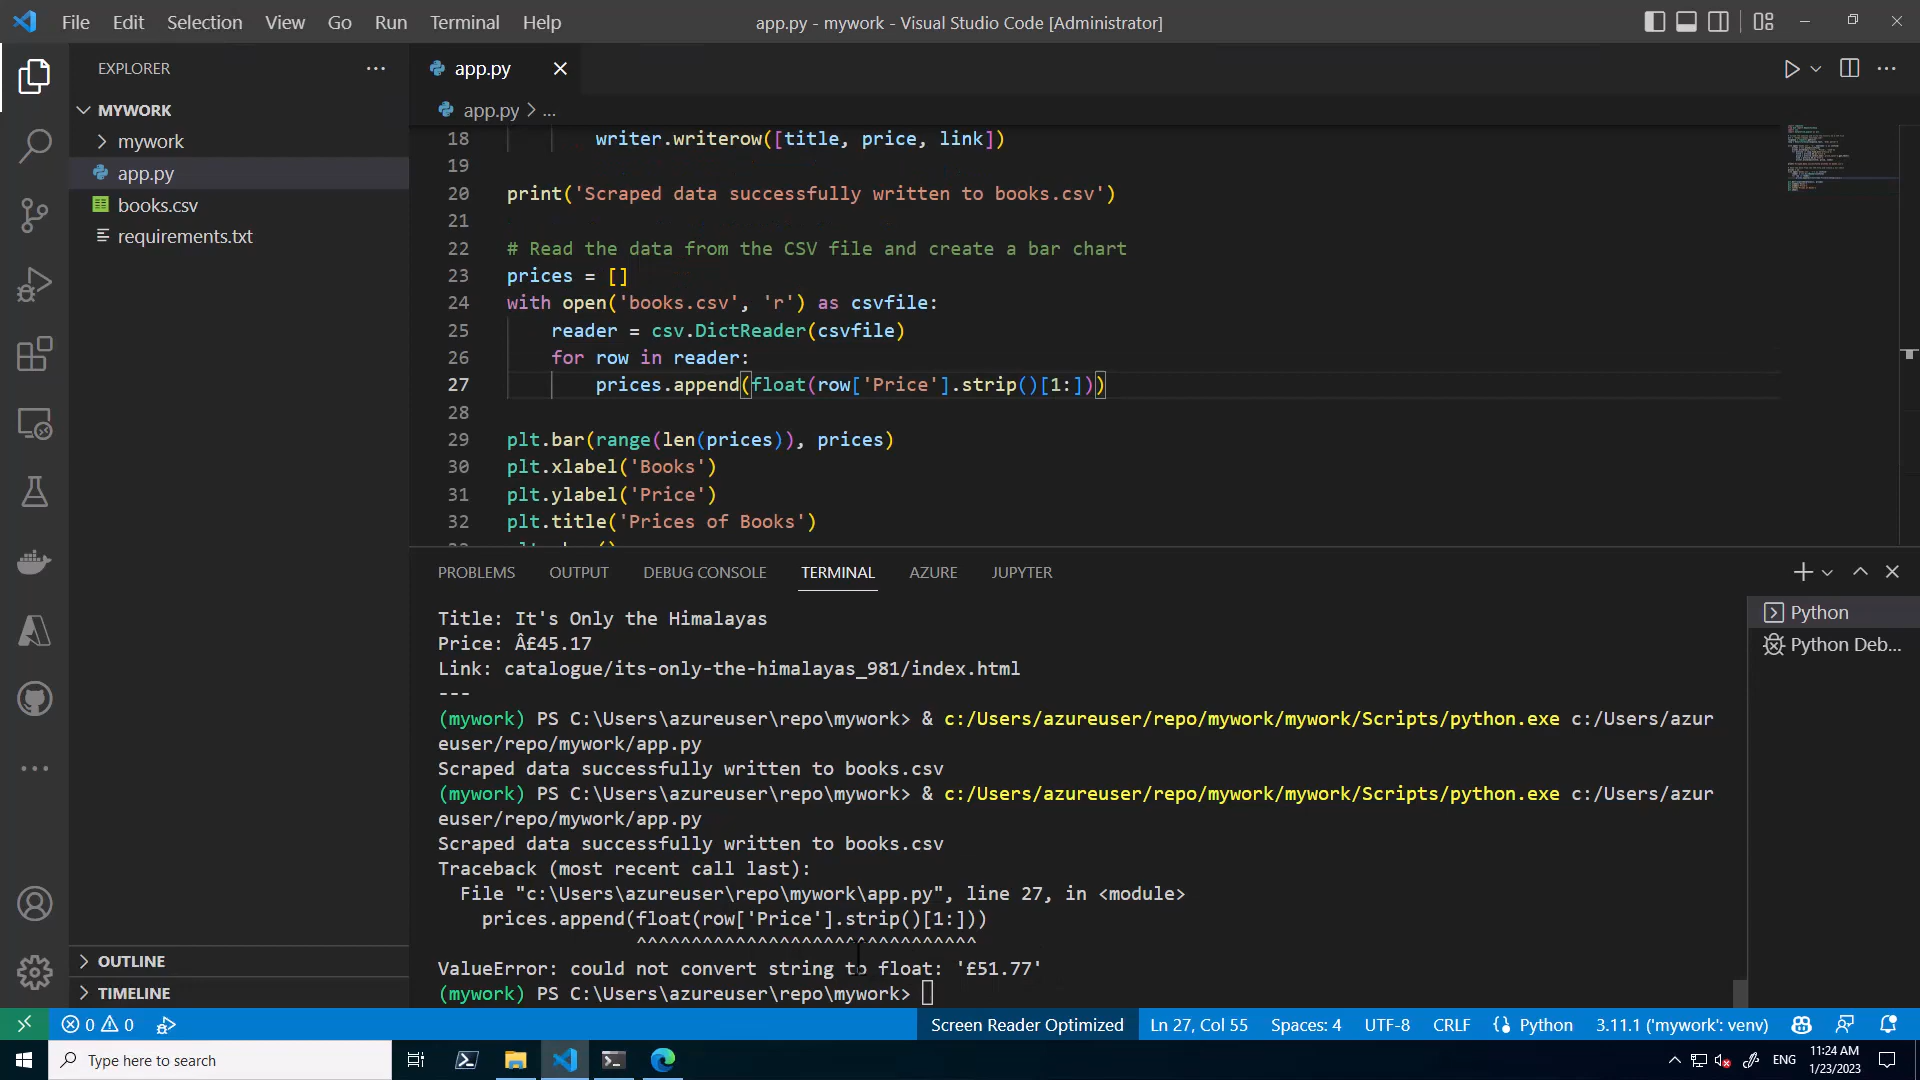 File Edit Selection View Go Run Terminal Help
app.py - mywork - Visual Studio Code [Administrator]
EXPLORER
MYWORK
mywork
app.py
books.csv
requirements.txt
OUTLINE
TIMELINE
app.py
app.py > ...
18 writer.writerow([title, price, link])
19
20 print('Scraped data successfully written to books.csv')
21
22 # Read the data from the CSV file and create a bar chart
23 prices = []
24 with open('books.csv', 'r') as csvfile:
25 reader = csv.DictReader(csvfile)
26 for row in reader:
27 prices.append(float(row['Price'].strip()[1:]))
28
29 plt.bar(range(len(prices)), prices)
30 plt.xlabel('Books')
31 plt.ylabel('Price')
32 plt.title('Prices of Books')
PROBLEMS OUTPUT DEBUG CONSOLE TERMINAL AZURE JUPYTER
Title: It's Only the Himalayas
Price: Â£45.17
Link: catalogue/its-only-the-himalayas_981/index.html
---
(mywork) PS C:\Users\azureuser\repo\mywork> & c:/Users/azureuser/repo/mywork/mywork/Scripts/python.exe c:/Users/azur
euser/repo/mywork/app.py
Scraped data successfully written to books.csv
(mywork) PS C:\Users\azureuser\repo\mywork> & c:/Users/azureuser/repo/mywork/mywork/Scripts/python.exe c:/Users/azur
euser/repo/mywork/app.py
Scraped data successfully written to books.csv
Traceback (most recent call last):
File "c:\Users\azureuser\repo\mywork\app.py", line 27, in <module>
prices.append(float(row['Price'].strip()[1:]))
^^^^^^^^^^^^^^^^^^^^^^^^^^^^^^^
ValueError: could not convert string to float: '£51.77'
(mywork) PS C:\Users\azureuser\repo\mywork>
Python
Python Deb...
0 0
Screen Reader Optimized Ln 27, Col 55 Spaces: 4 UTF-8 CRLF Python 3.11.1 ('mywork': venv)
Type here to search
ENG
11:24 AM
1/23/2023